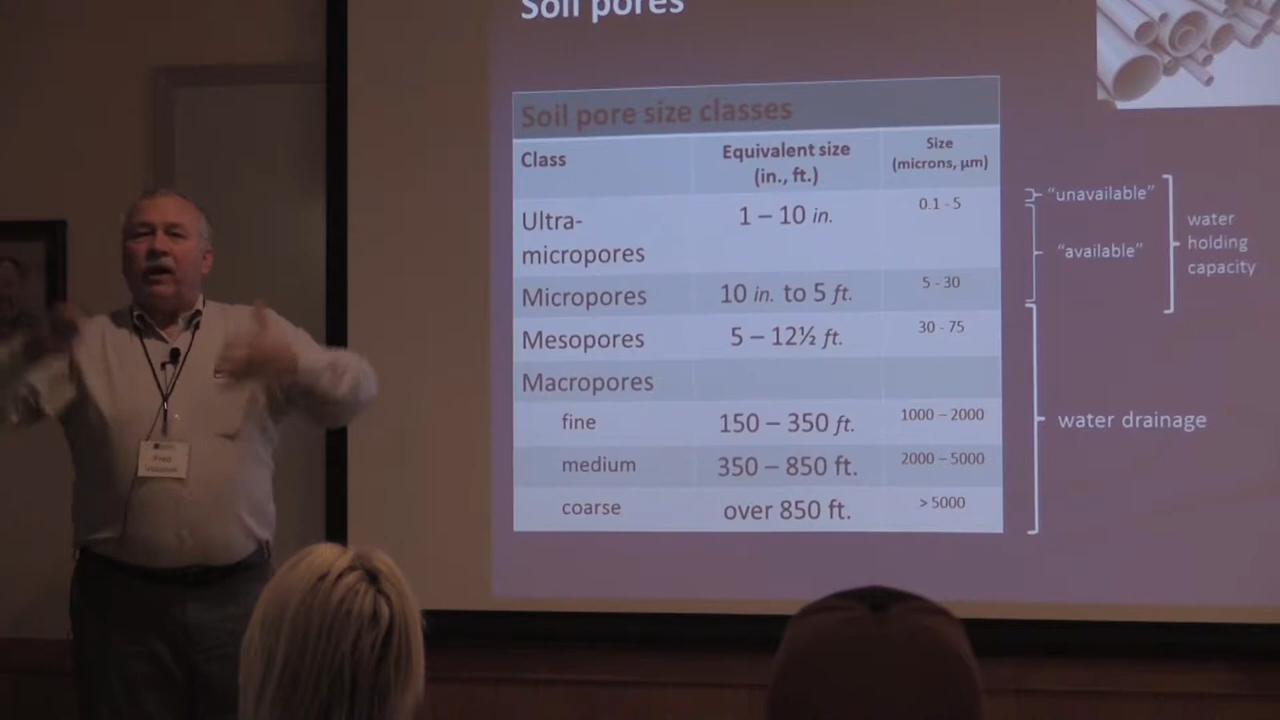 Soil pores
Soil pore size classes
Class
Equivalent size
(in., ft.)
Size
(microns, µm)
Ultra-
micropores
1 – 10 in.
0.1 - 5
Micropores
10 in. to 5 ft.
5 - 30
Mesopores
5 – 12½ ft.
30 - 75
Macropores
fine
150 – 350 ft.
1000 – 2000
medium
350 – 850 ft.
2000 – 5000
coarse
over 850 ft.
> 5000
“unavailable”
“available”
water
holding
capacity
water drainage
Fred